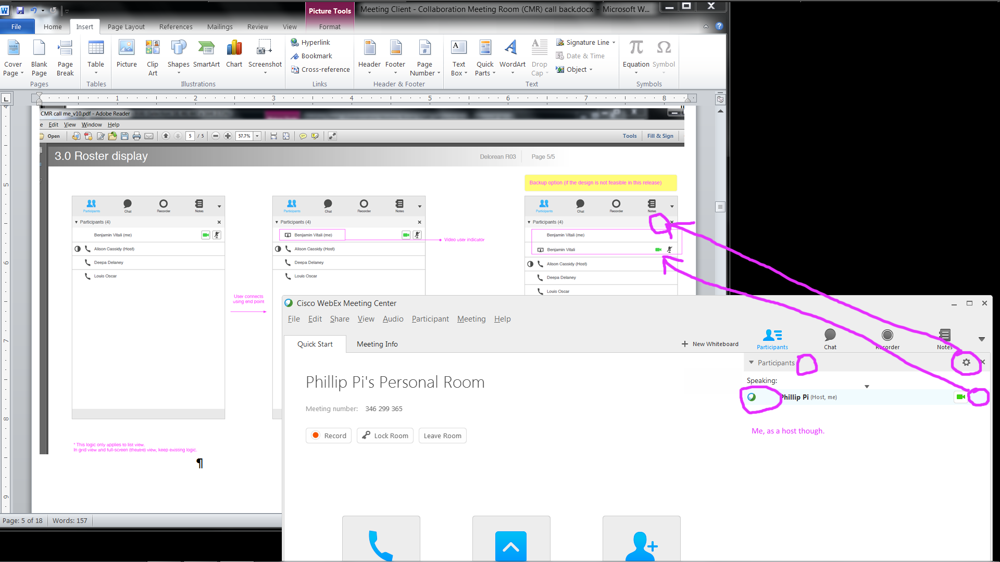 Picture Tools
Meeting Client - Collaboration Meeting Room (CMR) call back.docx - Microsoft W...
File Home Insert Page Layout References Mailings Review View Format
Cover Page
Blank Page
Page Break
Table
Picture
Clip Art
Shapes
SmartArt
Chart
Screenshot
Hyperlink
Bookmark
Cross-reference
Header
Footer
Page Number
Text Box
Quick Parts
WordArt
Drop Cap
Signature Line
Date & Time
Object
Equation
Symbol
Pages Tables Illustrations Links Header & Footer Text Symbols
1 2 3 4 5 6 7 8
CMR call me_v10.pdf - Adobe Reader
Edit View Window Help
Open 5 / 5 57.7% Tools Fill & Sign
3.0 Roster display Delorean R03 Page 5/5
Backup option (if the design is not feasible in this release)
Participants Chat Recorder Notes
Participants (4)
Benjamin Vitali (me)
Alison Cassidy (Host)
Deepa Delaney
Louis Oscar
User connects
using end point
Participants Chat Recorder Notes
Participants (4)
Benjamin Vitali (me)
Video user indicator
Alison Cassidy (Host)
Deepa Delaney
Louis Oscar
Participants Chat Recorder Notes
Participants (4)
Benjamin Vitali (me)
Benjamin Vitali
Alison Cassidy (Host)
Deepa Delaney
Louis Oscar
* This logic only applies to list view.
In grid view and full-screen (theatre) view, keep existing logic.
¶
5
6
7
8
9
Page: 5 of 18 Words: 157
Cisco WebEx Meeting Center
File Edit Share View Audio Participant Meeting Help
Quick Start Meeting Info
New Whiteboard
Participants Chat Recorder Notes
Participants
Speaking:
Phillip Pi (Host, me)
Me, as a host though.
Phillip Pi's Personal Room
Meeting number: 346 299 365
Record Lock Room Leave Room